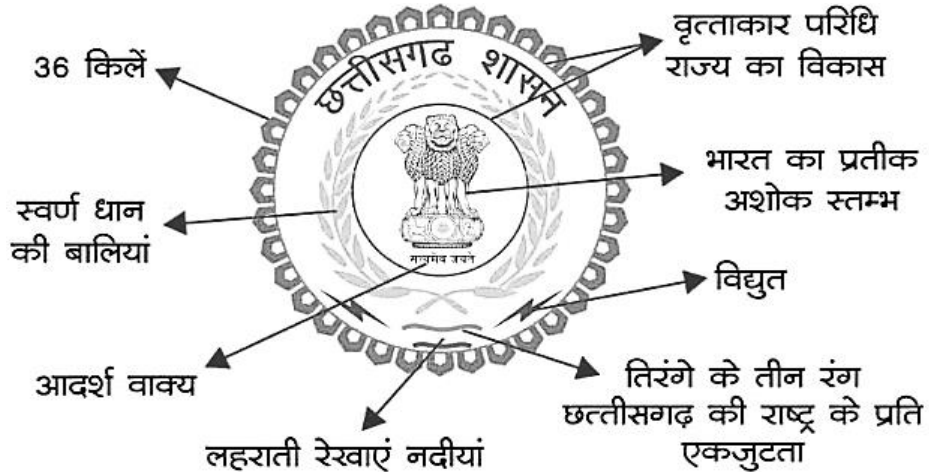 वृत्ताकार परिधि
राज्य का विकास
36 किलें
छत्तीसगढ शासन
भारत का प्रतीक
अशोक स्तम्भ
स्वर्ण धान
की बालियां
सत्यमेव जयते
विद्युत
आदर्श वाक्य
तिरंगे के तीन रंग
छत्तीसगढ़ की राष्ट्र के प्रति
एकजुटता
लहराती रेखाएं नदीयां